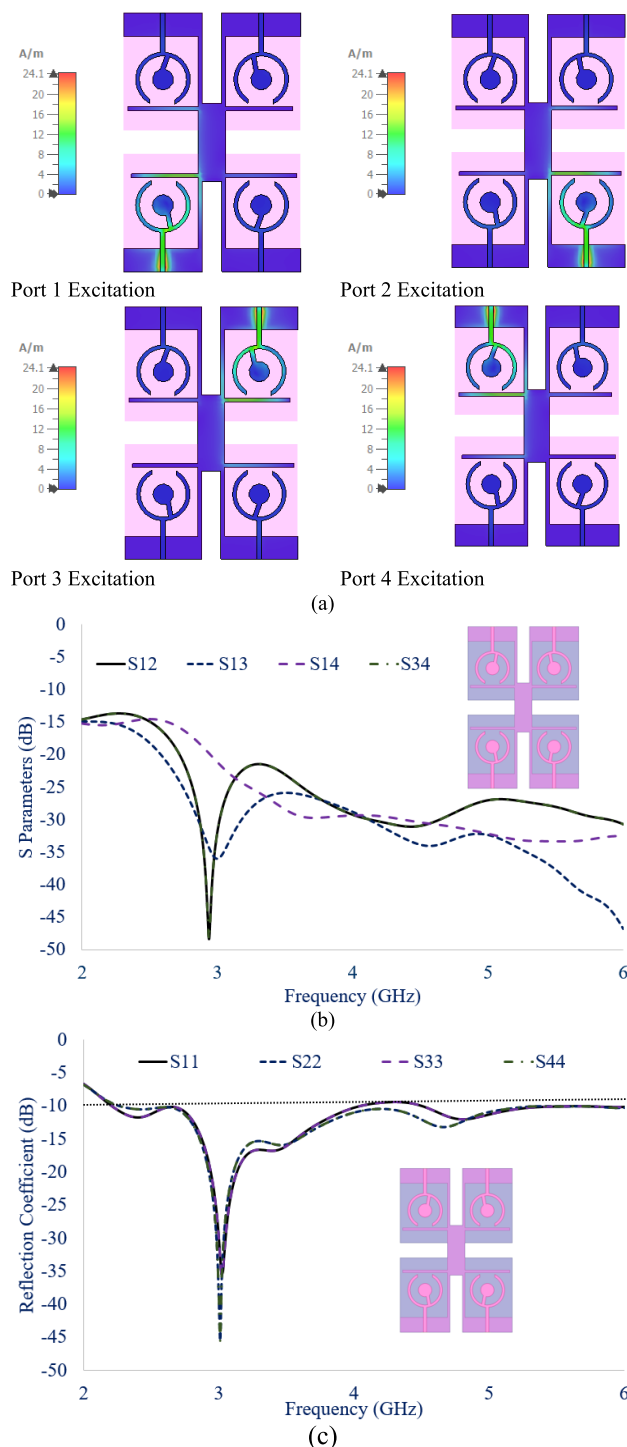 A/m
24.1
20
16
12
8
4
0
A/m
24.1
20
16
12
8
4
0
Port 1 Excitation
Port 2 Excitation
A/m
24.1
20
16
12
8
4
0
A/m
24.1
20
16
12
8
4
0
Port 3 Excitation
Port 4 Excitation
(a)
0
-5
-10
-15
-20
-25
-30
-35
-40
-45
-50
S Parameters (dB)
S12
S13
S14
S34
2
3
4
5
6
Frequency (GHz)
(b)
0
-5
-10
-15
-20
-25
-30
-35
-40
-45
-50
Reflection Coefficient (dB)
S11
S22
S33
S44
2
3
4
5
6
Frequency (GHz)
(c)